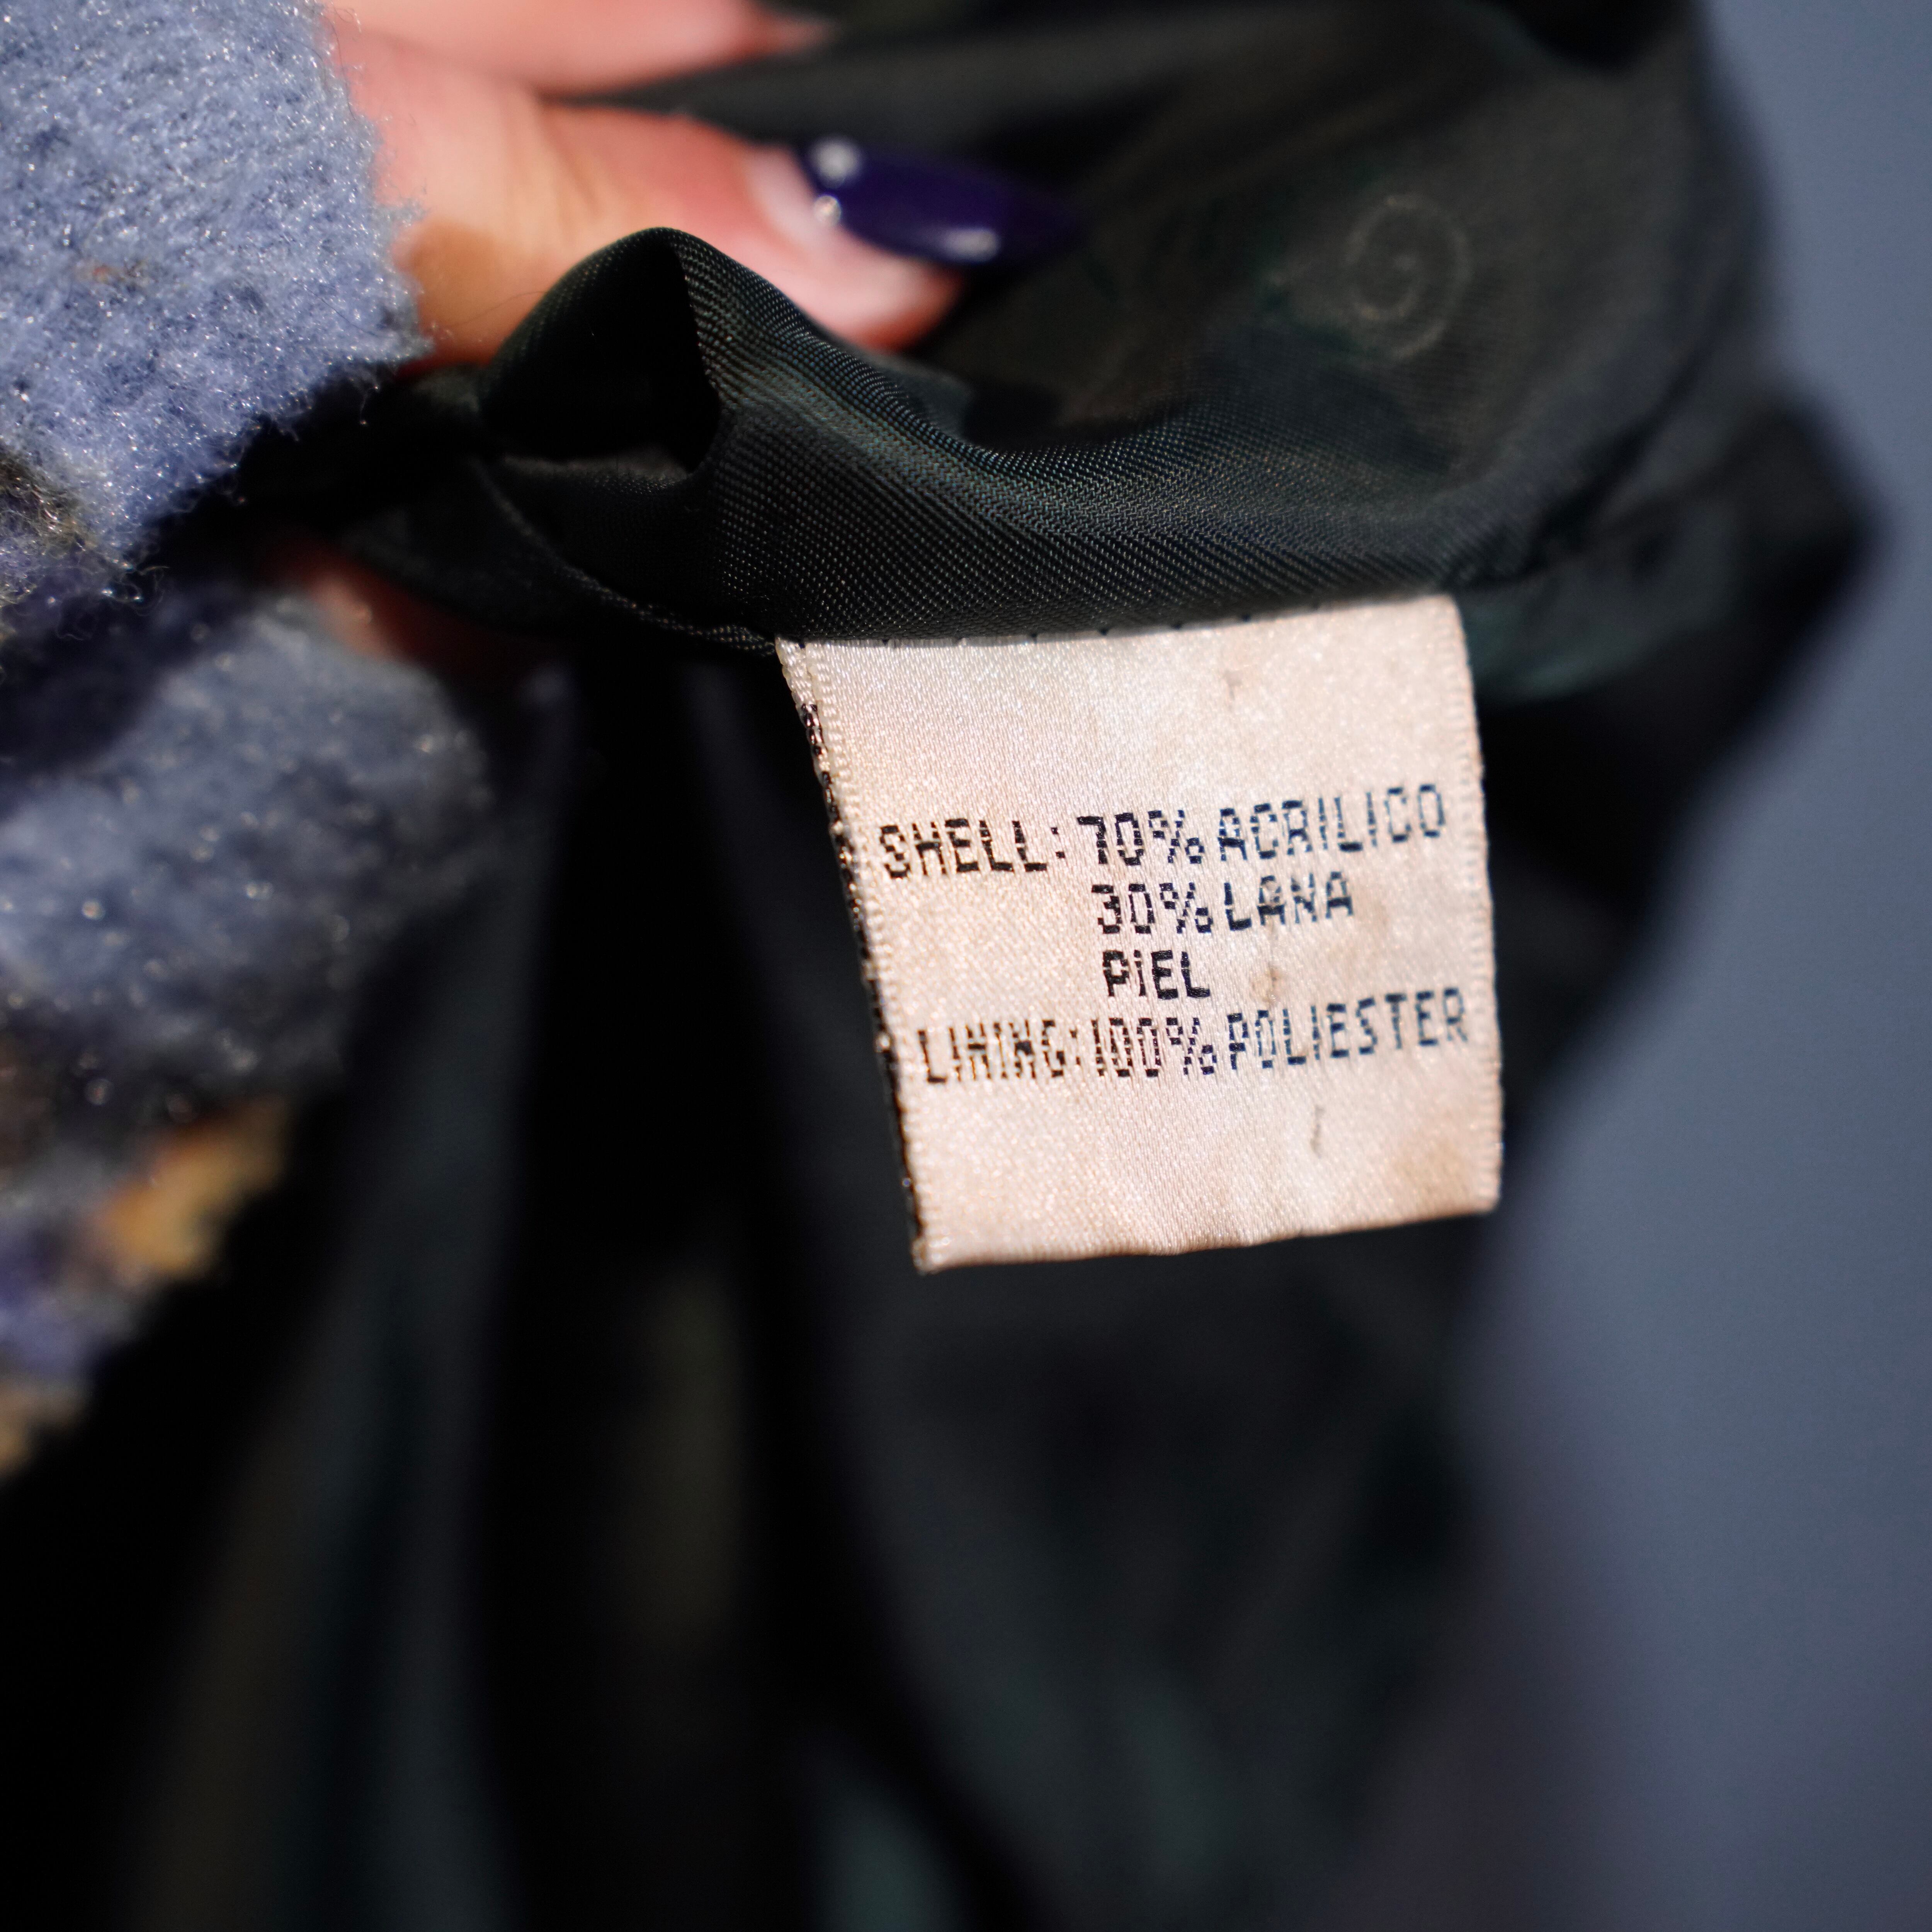 SHELL: 70% ACRILICO
30% LANA
PIEL
LINING: 100% POLIESTER